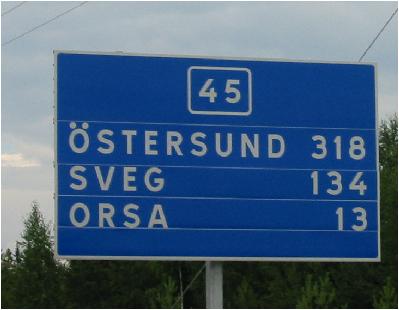 45
ÖSTERSUND 318
SVEG 134
ORSA 13